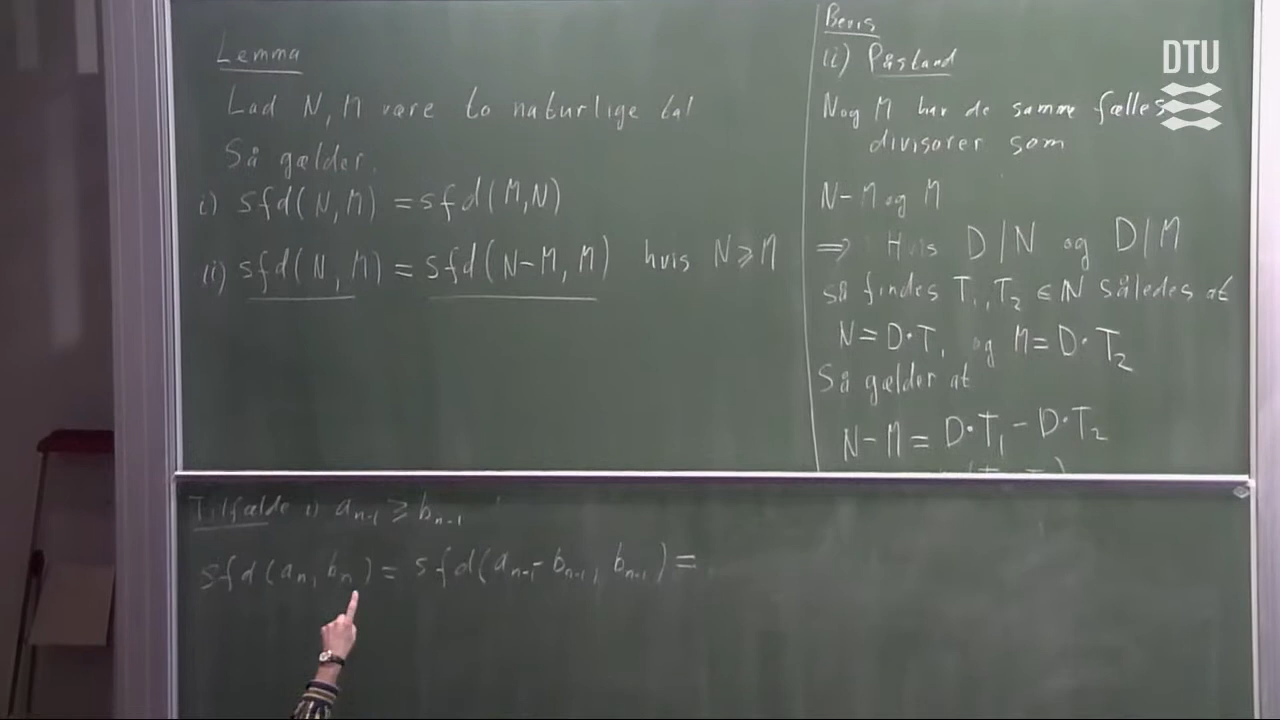 Lemma
Lad N, M være to naturlige tal
Så gælder.
i) sfd(N, M) = sfd(M, N)
ii) sfd(N, M) = sfd(N-M, M) hvis N ≥ M
Bevis
ii) Påstand
N og M har de samme fælles
divisorer som
N-M og M
⇒ Hvis D|N og D|M
så findes T₁, T₂ ∈ N således at
N = D·T₁ og M = D·T₂
Så gælder at
N-M = D·T₁ - D·T₂
Tilfælde i) aₙ₋₁ ≥ bₙ₋₁
sfd(aₙ, bₙ) = sfd(aₙ₋₁ - bₙ₋₁, bₙ₋₁) =
DTU